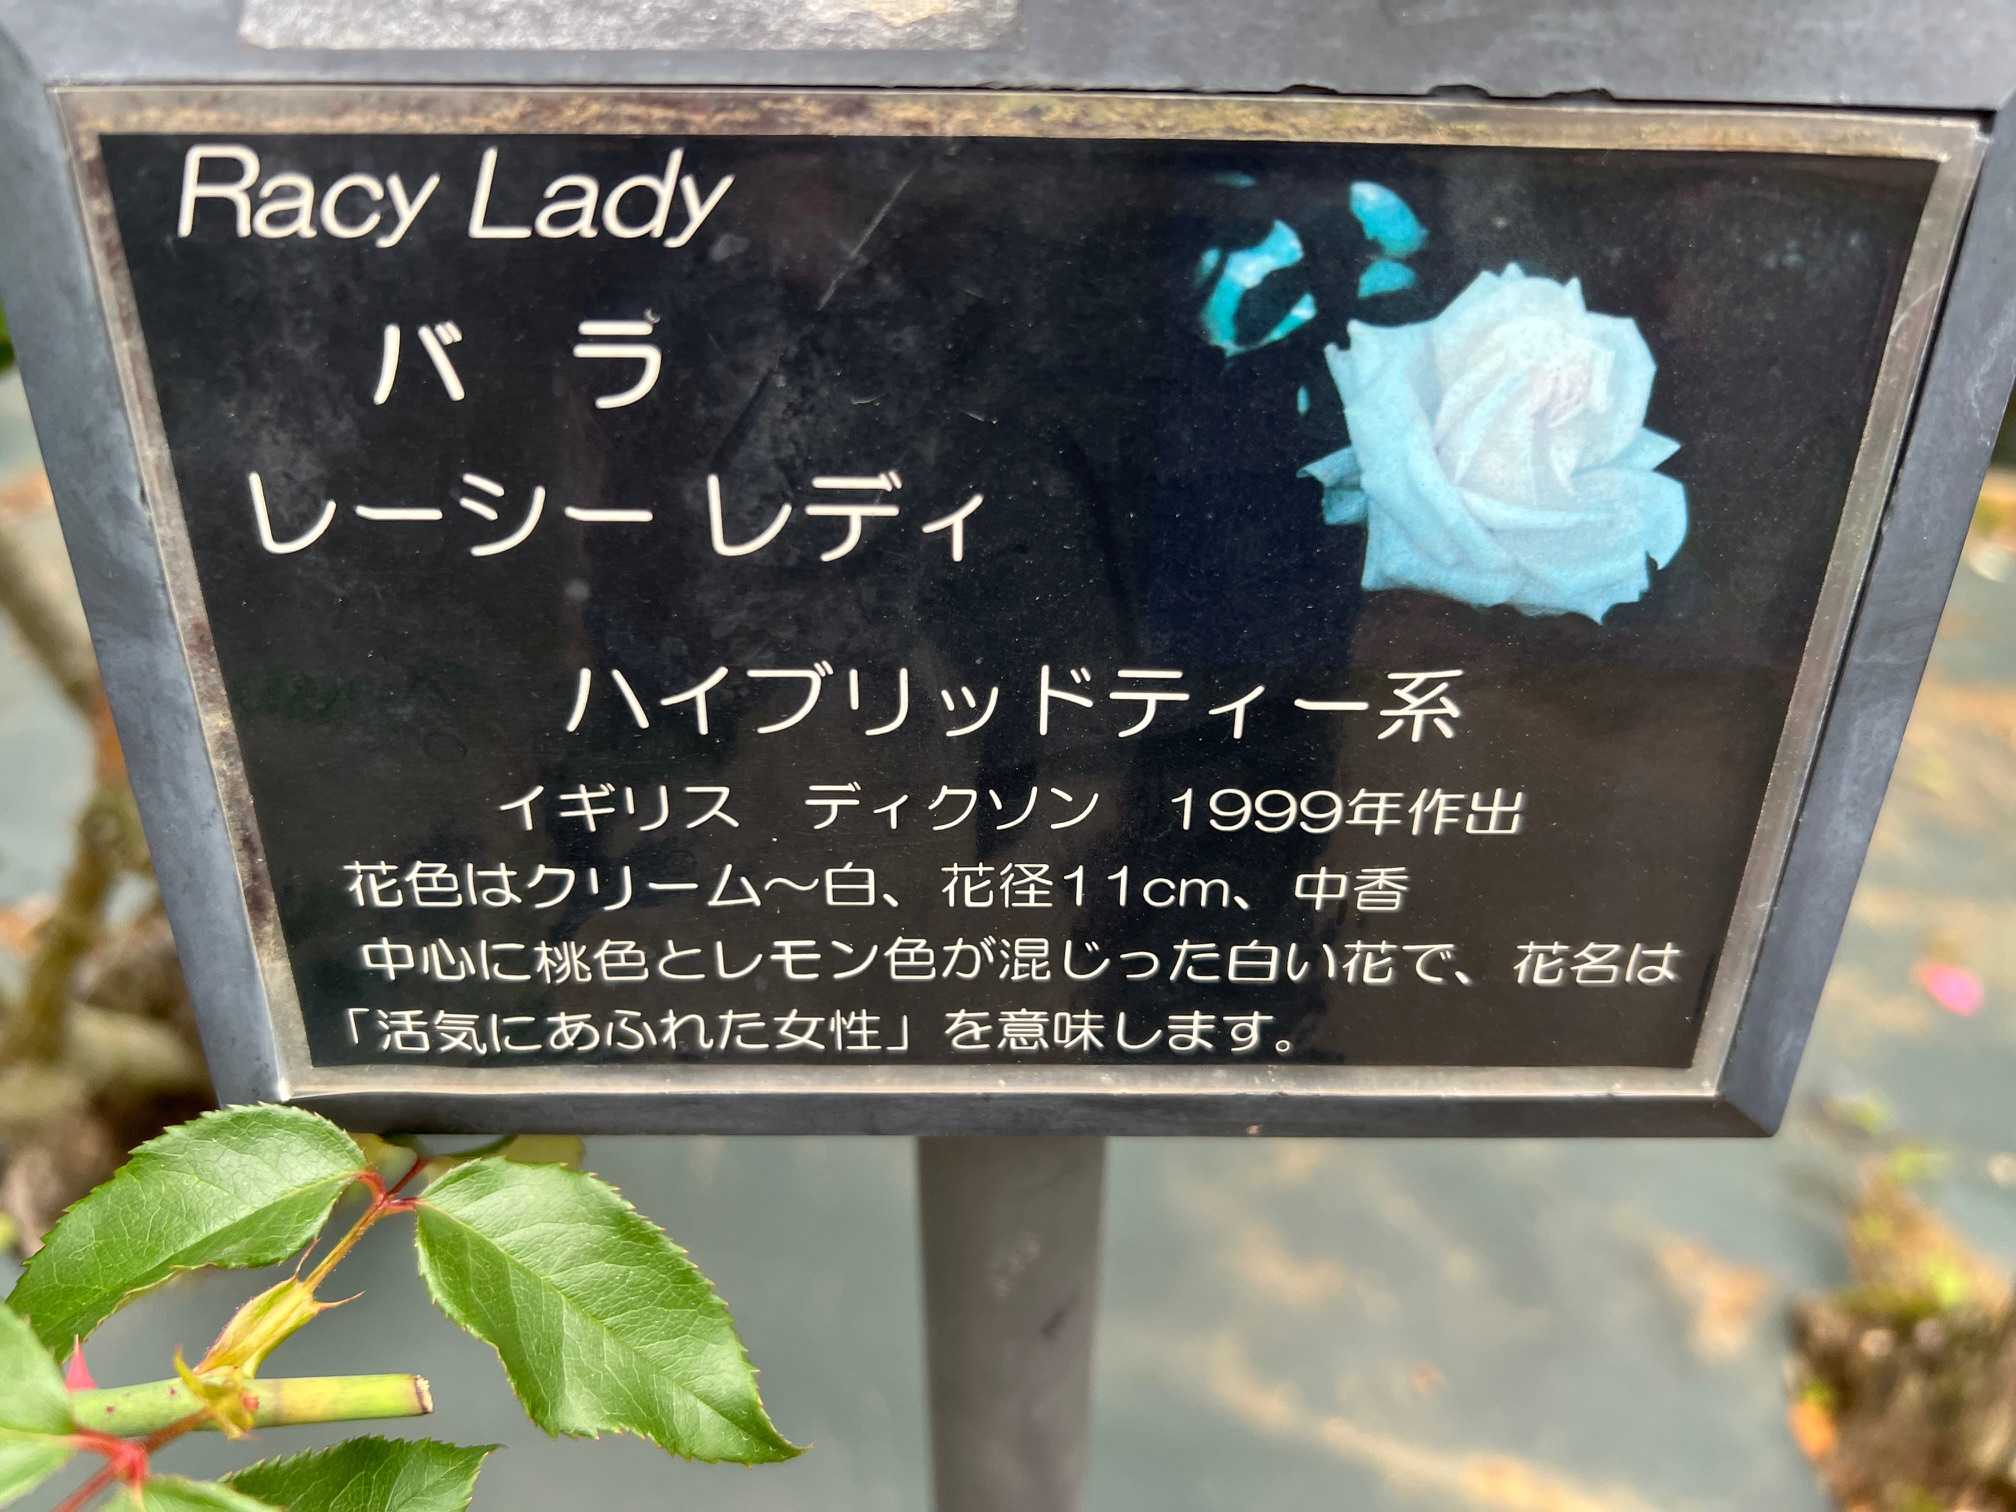 Racy Lady
バ　ラ
レーシー レディ
ハイブリッドティー系
イギリス　ディクソン　1999年作出
花色はクリーム～白、花径11cm、中香
中心に桃色とレモン色が混じった白い花で、花名は
「活気にあふれた女性」を意味します。